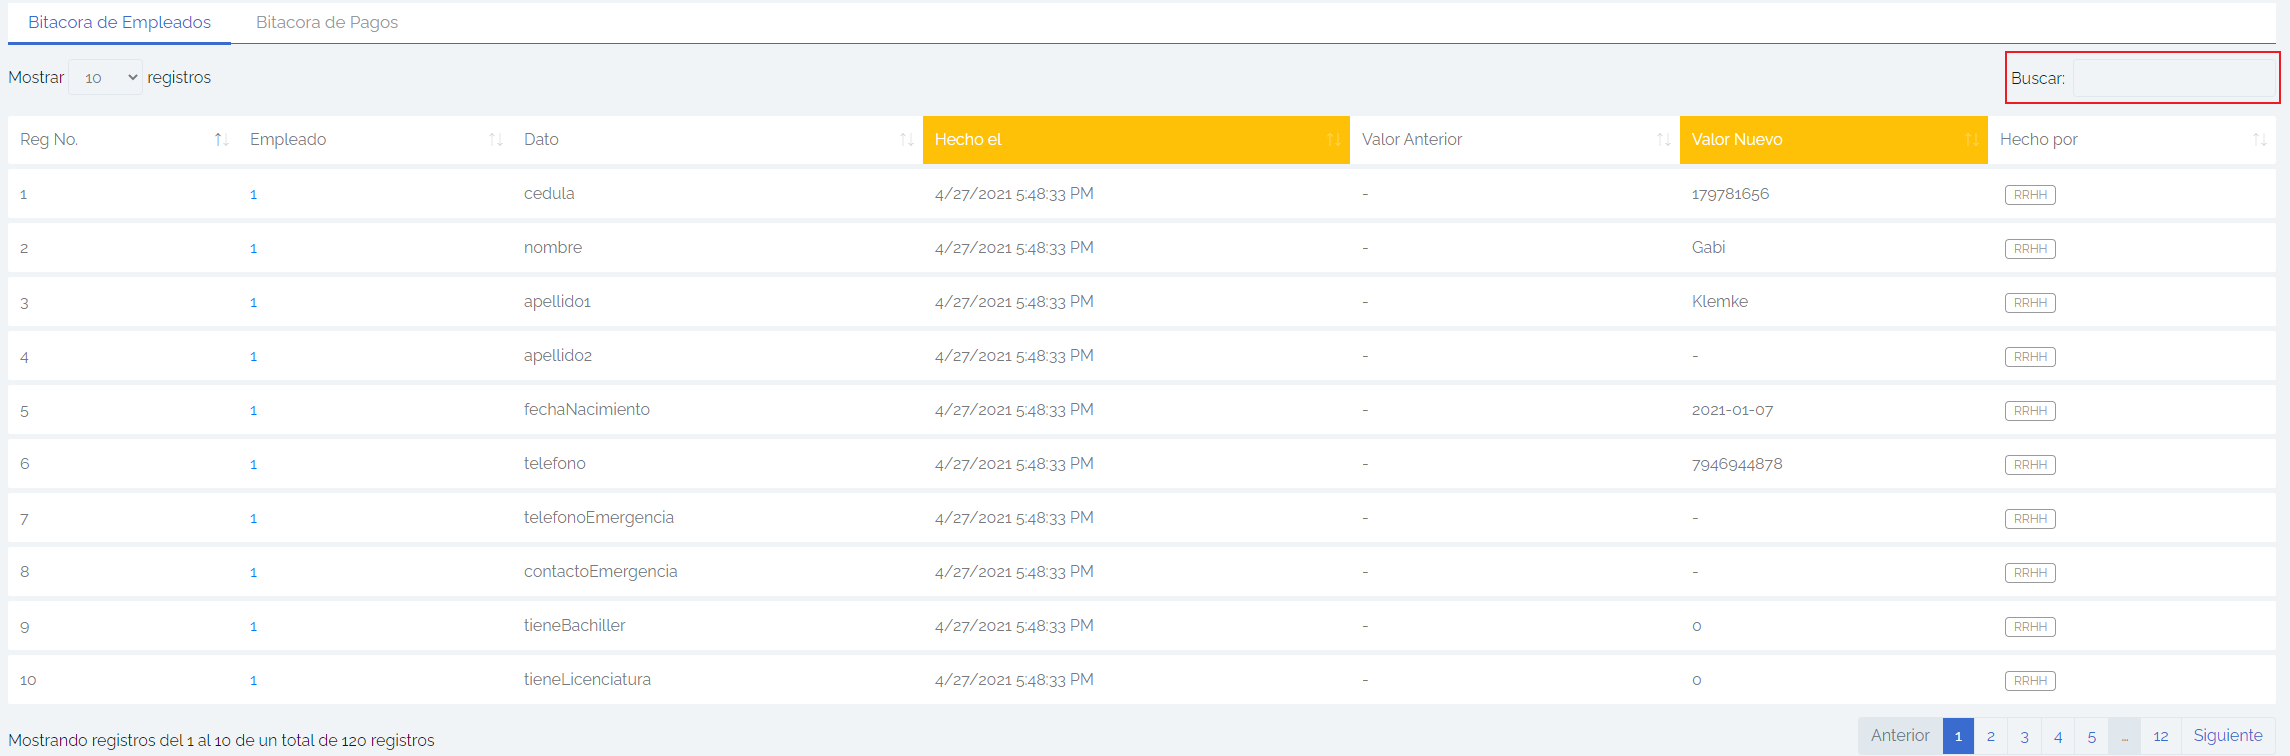 Bitacora de Empleados Bitacora de Pagos
Mostrar 10 registros Buscar:
Reg No. Empleado Dato Hecho el Valor Anterior Valor Nuevo Hecho por
1 1 cedula 4/27/2021 5:48:33 PM - 179781656 RRHH
2 1 nombre 4/27/2021 5:48:33 PM - Gabi RRHH
3 1 apellido1 4/27/2021 5:48:33 PM - Klemke RRHH
4 1 apellido2 4/27/2021 5:48:33 PM - - RRHH
5 1 fechaNacimiento 4/27/2021 5:48:33 PM - 2021-01-07 RRHH
6 1 telefono 4/27/2021 5:48:33 PM - 7946944878 RRHH
7 1 telefonoEmergencia 4/27/2021 5:48:33 PM - - RRHH
8 1 contactoEmergencia 4/27/2021 5:48:33 PM - - RRHH
9 1 tieneBachiller 4/27/2021 5:48:33 PM - 0 RRHH
10 1 tieneLicenciatura 4/27/2021 5:48:33 PM - 0 RRHH
Mostrando registros del 1 al 10 de un total de 120 registros Anterior 1 2 3 4 5 … 12 Siguiente